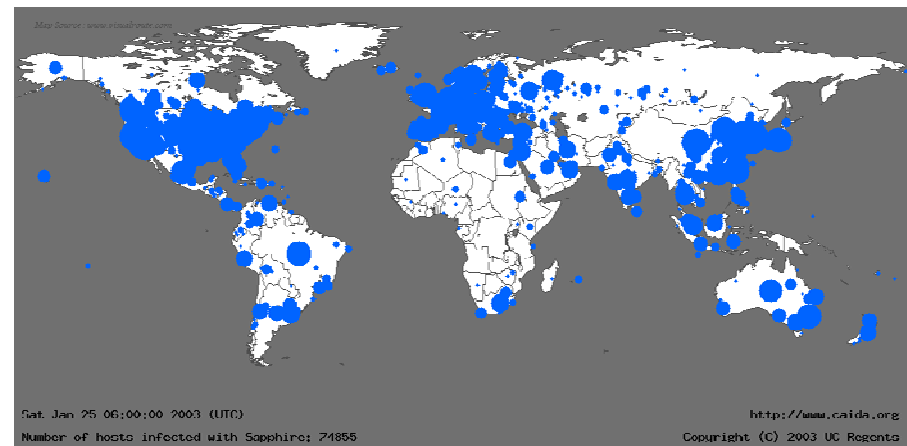 Map Source: www.visualroute.com
Sat Jan 25 06:00:00 2003 (UTC)
http://www.caida.org
Number of hosts infected with Sapphire: 74855
Copyright (C) 2003 UC Regents